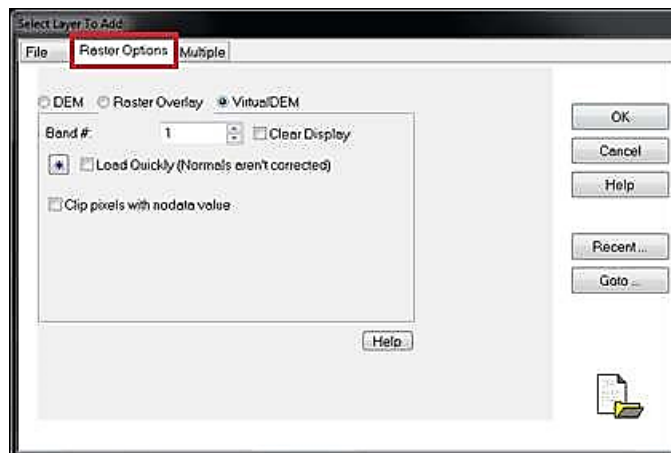 Select Layer To Add
File Raster Options Multiple
DEM Raster Overlay VirtualDEM
Band #: 1 Clear Display
* Load Quickly (Normals aren't corrected)
Clip pixels with nodata value
Help
OK
Cancel
Help
Recent...
Goto ...